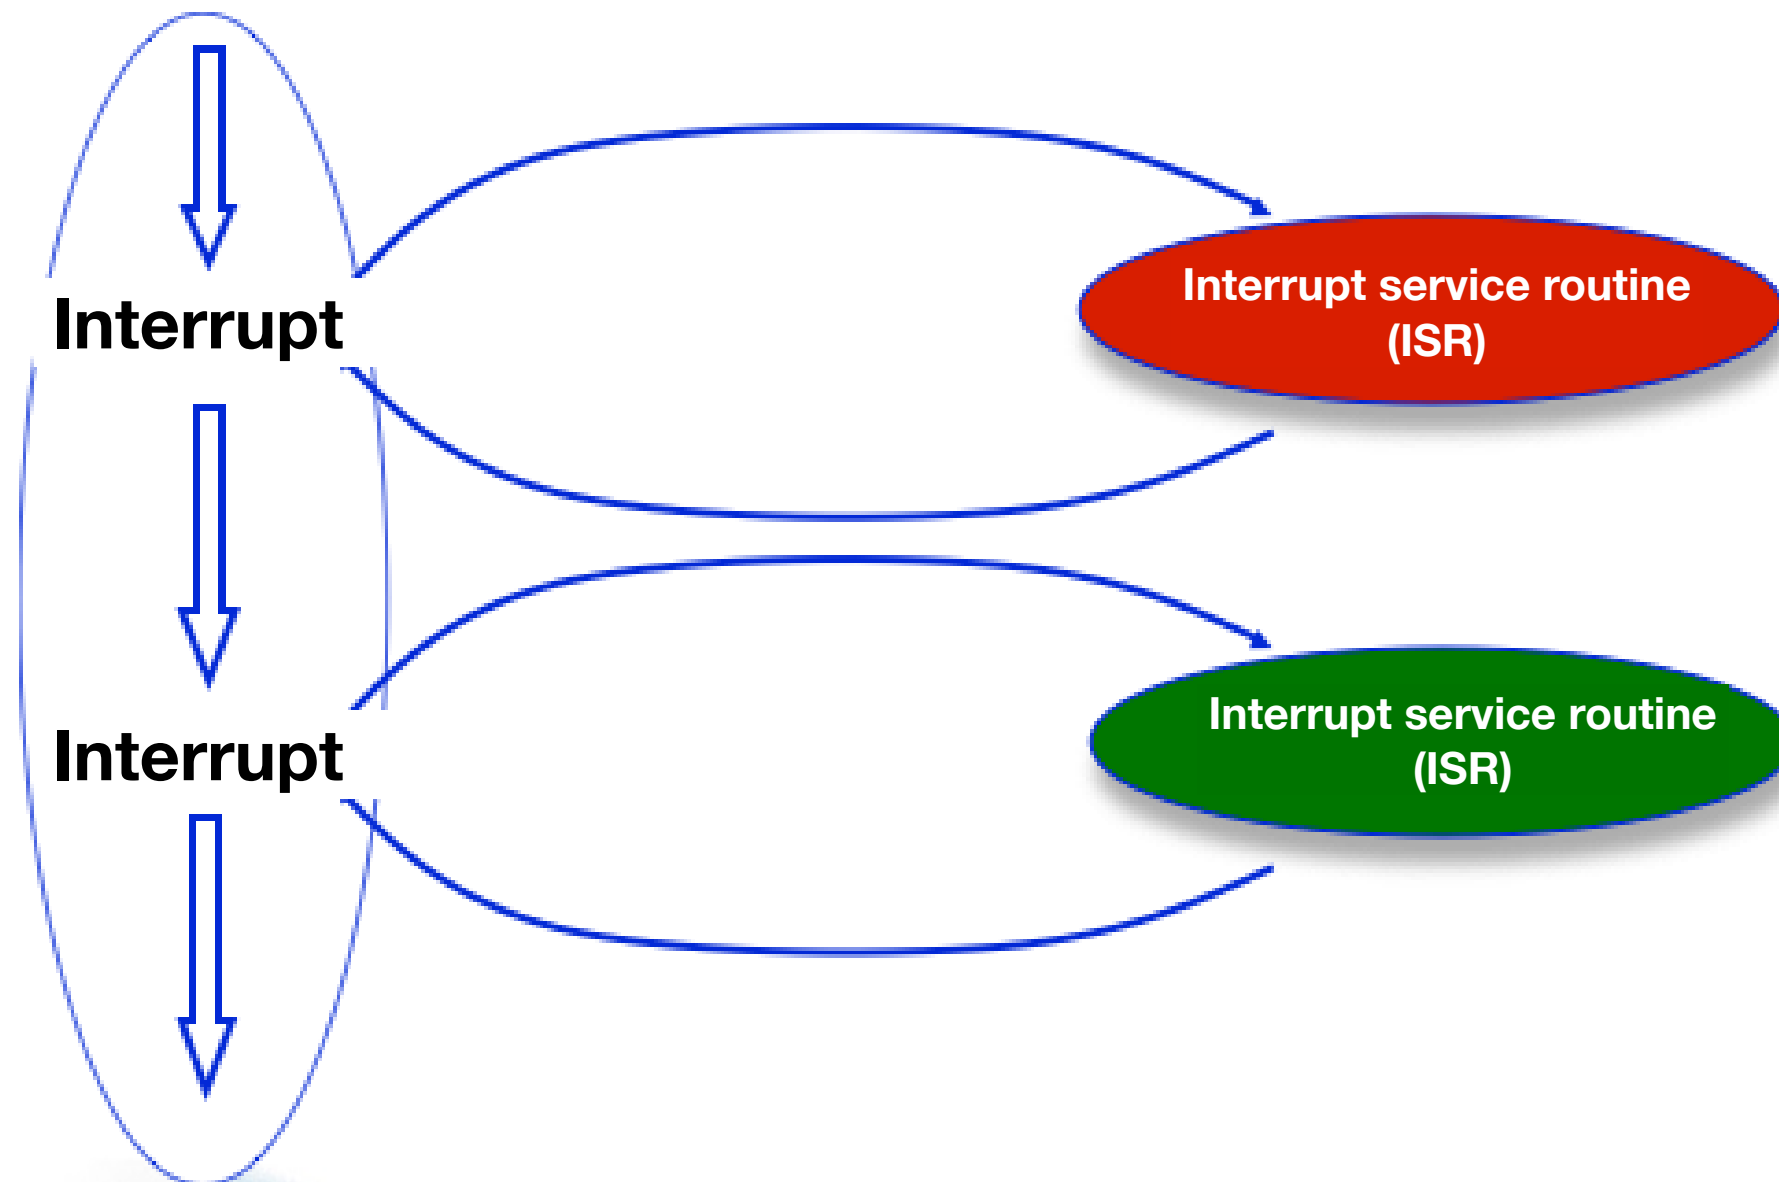 Interrupt
Interrupt service routine
(ISR)
Interrupt
Interrupt service routine
(ISR)